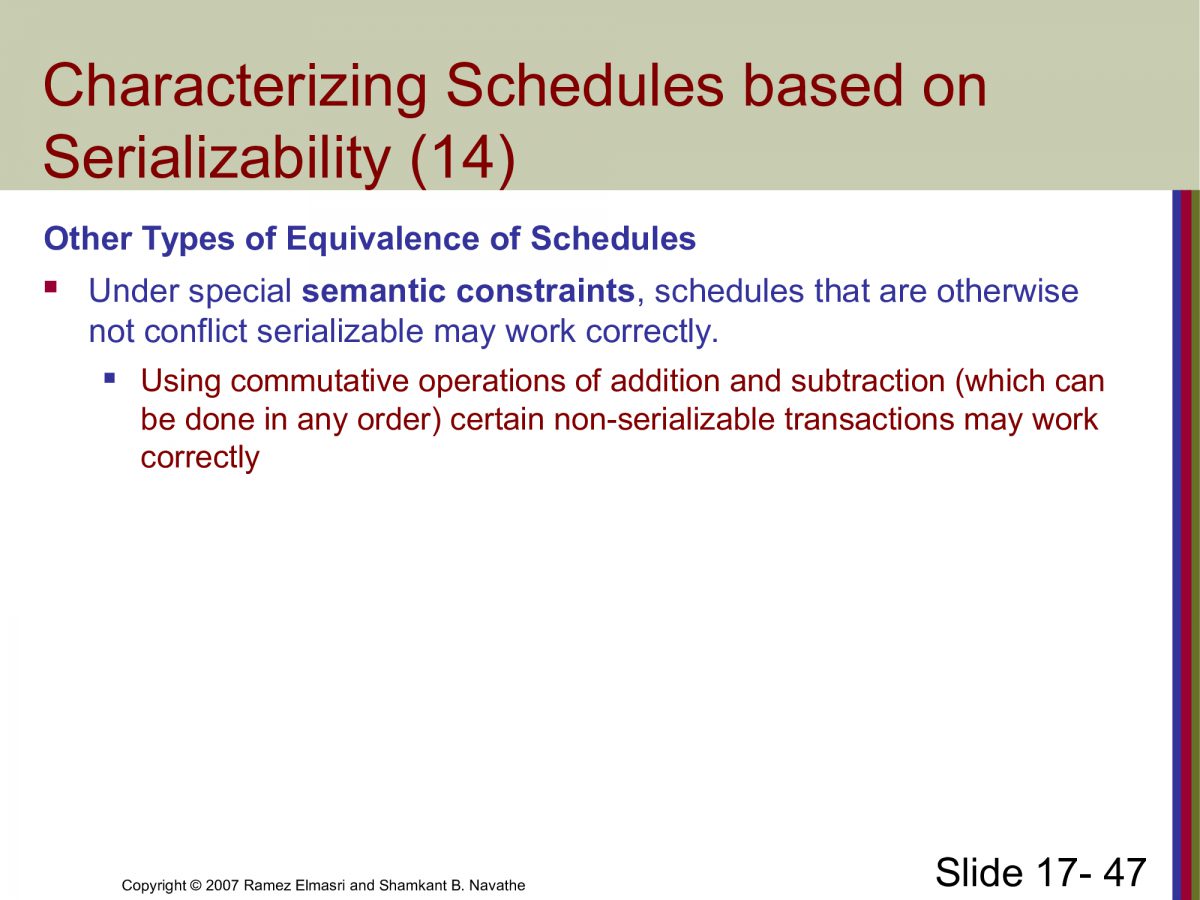 Characterizing Schedules based on
Serializability (14)
Other Types of Equivalence of Schedules
Under special semantic constraints, schedules that are otherwise
not conflict serializable may work correctly.
Using commutative operations of addition and subtraction (which can
be done in any order) certain non-serializable transactions may work
correctly
Copyright © 2007 Ramez Elmasri and Shamkant B. Navathe
Slide 17- 47